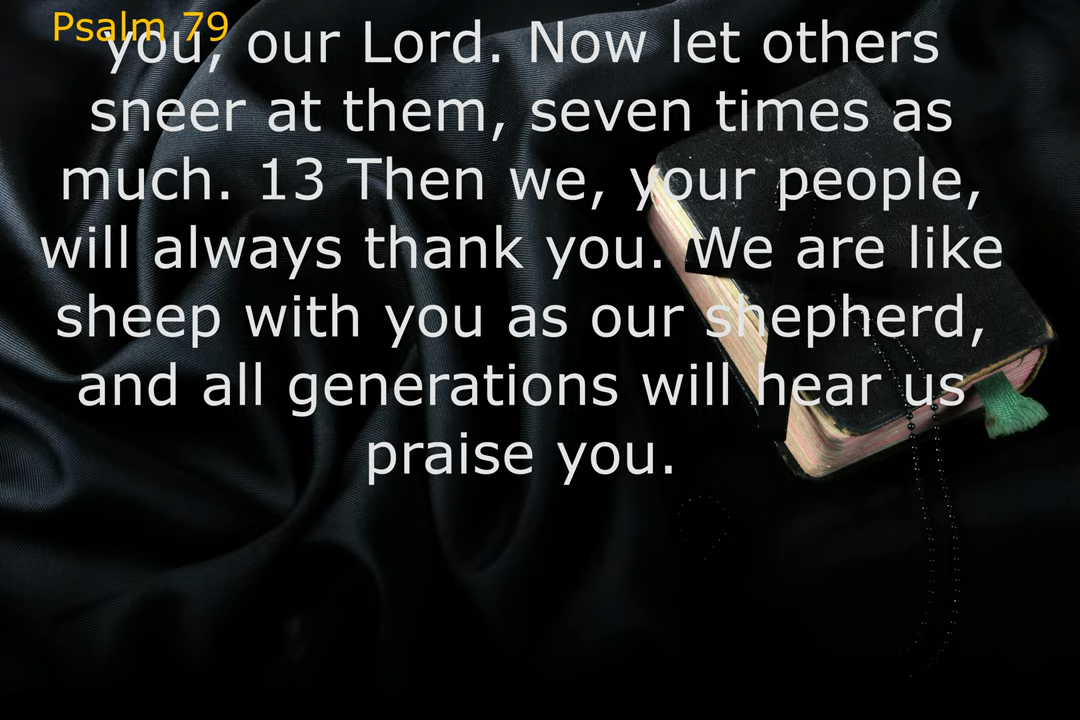 Psalm 79
you, our Lord. Now let others
sneer at them, seven times as
much. 13 Then we, your people,
will always thank you. We are like
sheep with you as our shepherd,
and all generations will hear us
praise you.